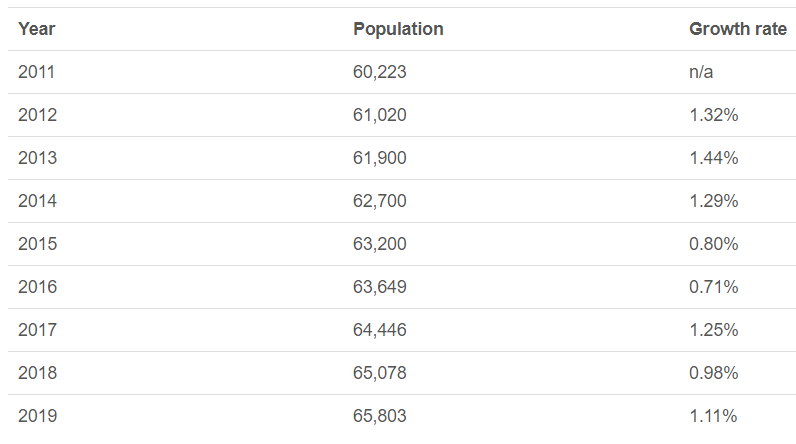 Year Population Growth rate
2011 60,223 n/a
2012 61,020 1.32%
2013 61,900 1.44%
2014 62,700 1.29%
2015 63,200 0.80%
2016 63,649 0.71%
2017 64,446 1.25%
2018 65,078 0.98%
2019 65,803 1.11%